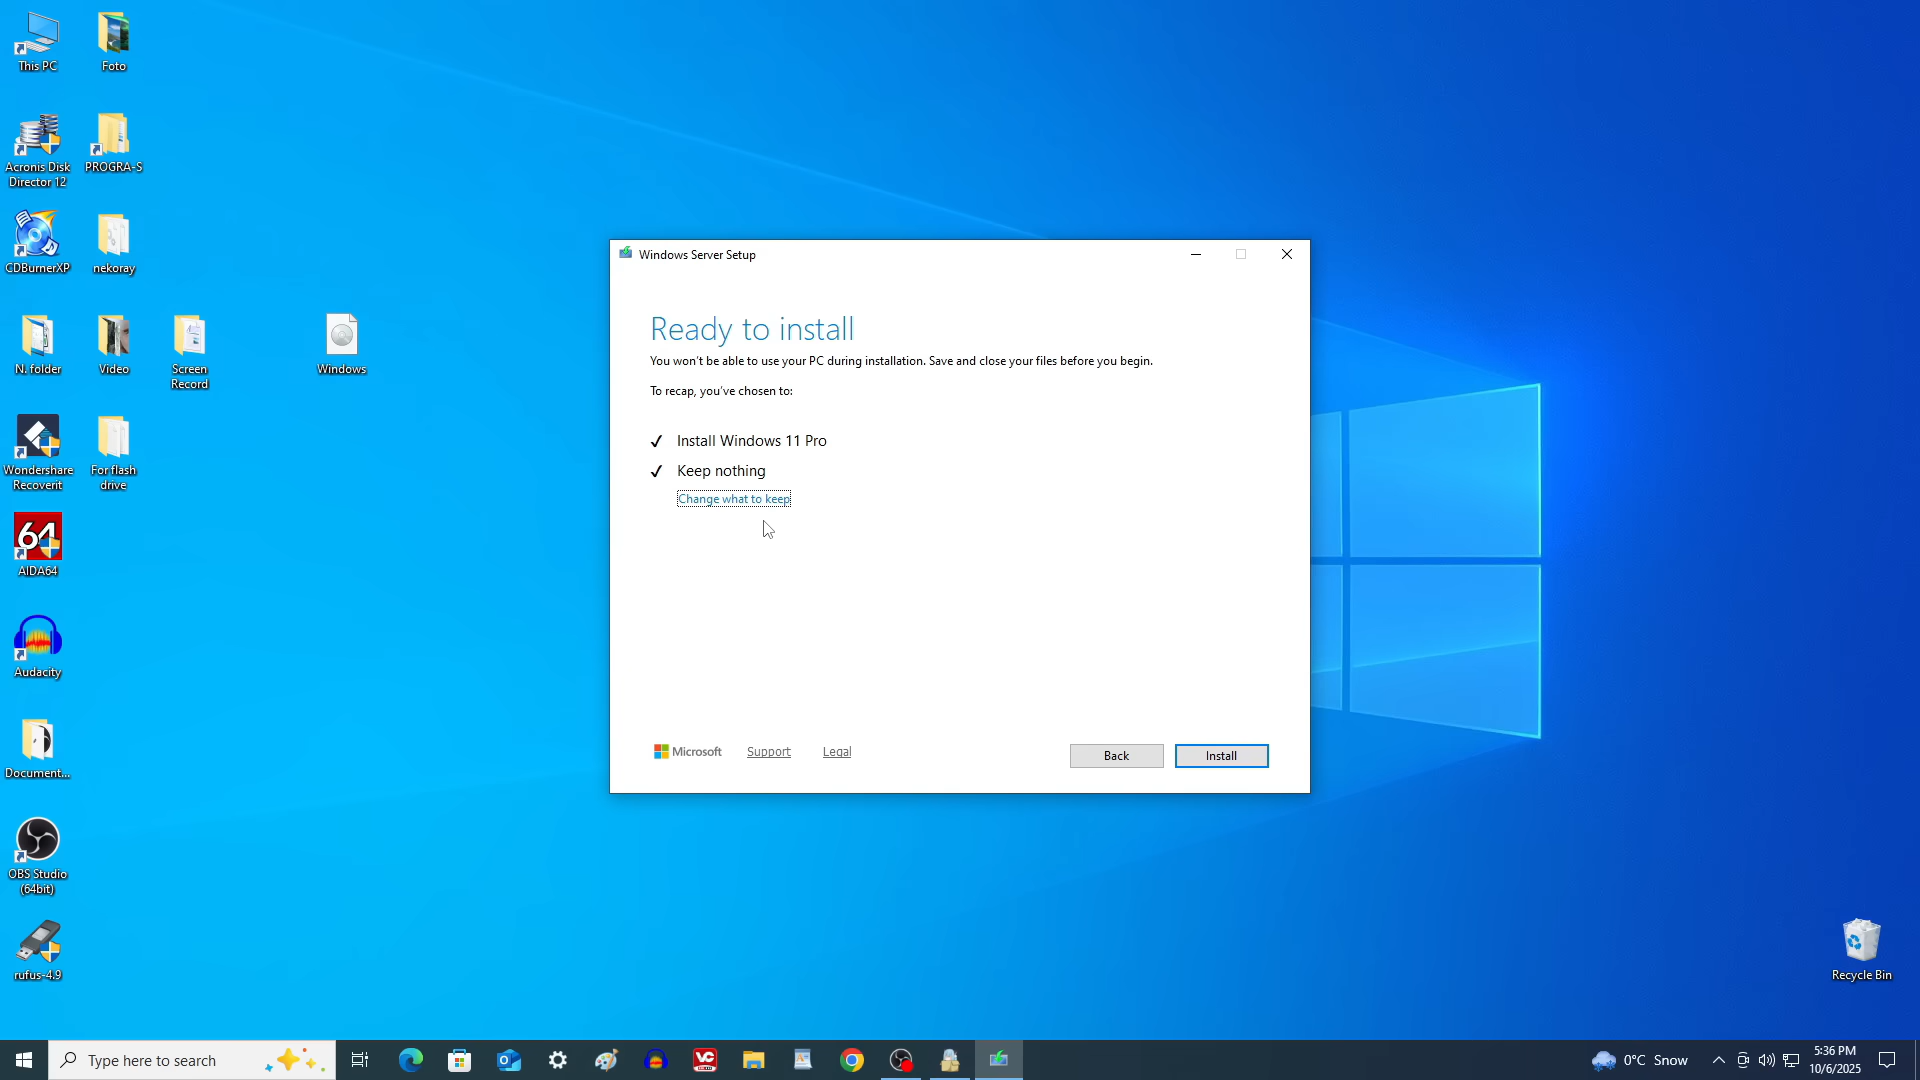 This PC
Foto
Acronis Disk
Director 12
PROGRA-S
CDBurnerXP
nekoray
N. folder
Video
Screen
Record
Windows
Wondershare
Recoverit
For flash
drive
64
AIDA64
Audacity
Document...
OBS Studio
(64bit)
rufus-4.9
Recycle Bin
Windows Server Setup
Ready to install
You won't be able to use your PC during installation. Save and close your files before you begin.
To recap, you've chosen to:
Install Windows 11 Pro
Keep nothing
Change what to keep
Microsoft
Support
Legal
Back
Install
Type here to search
VC
0°C Snow
5:36 PM
10/6/2025